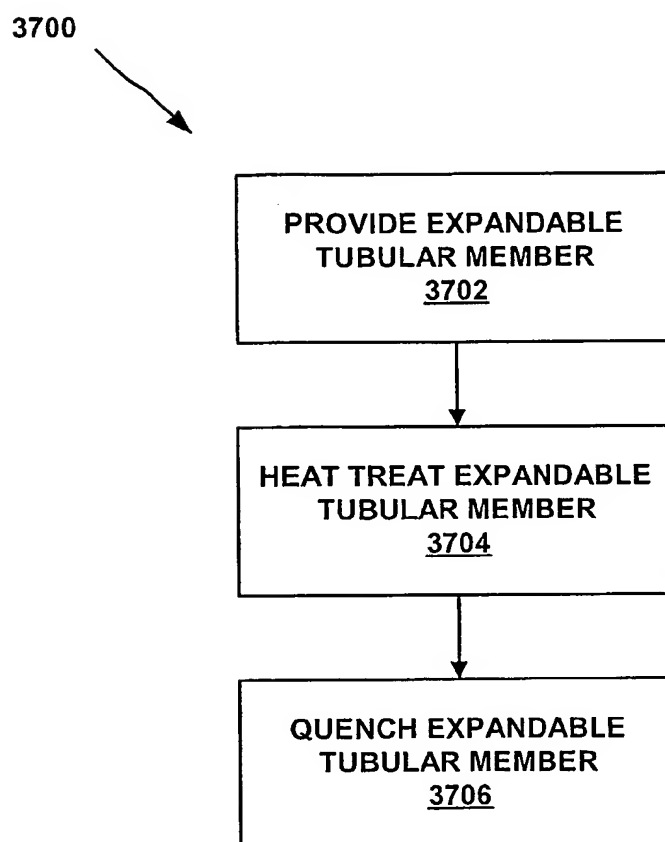 3700
PROVIDE EXPANDABLE
TUBULAR MEMBER
3702
HEAT TREAT EXPANDABLE
TUBULAR MEMBER
3704
QUENCH EXPANDABLE
TUBULAR MEMBER
3706